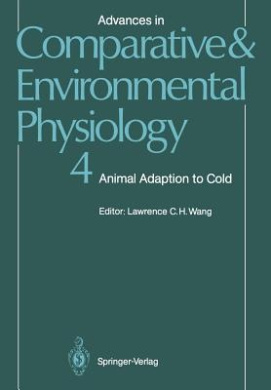 Advances in
Comparative &
Environmental
Physiology
4 Animal Adaption to Cold
Editor: Lawrence C. H. Wang
Springer-Verlag